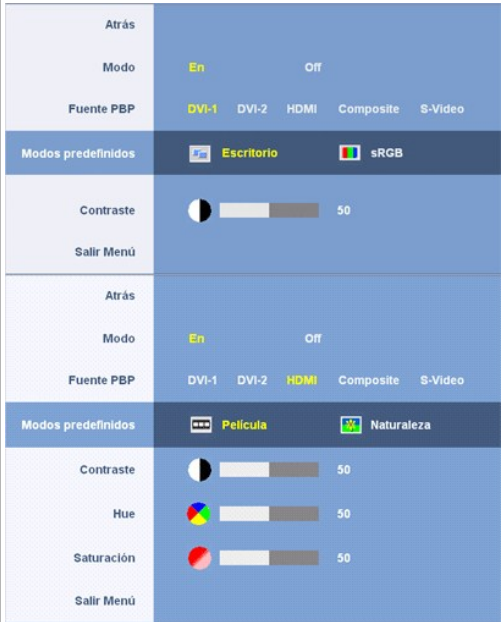 Atrás
Modo En Off
Fuente PBP DVI-1 DVI-2 HDMI Composite S-Video
Modos predefinidos Escritorio sRGB
Contraste 50
Salir Menú
Atrás
Modo En Off
Fuente PBP DVI-1 DVI-2 HDMI Composite S-Video
Modos predefinidos Película Naturaleza
Contraste 50
Hue 50
Saturación 50
Salir Menú